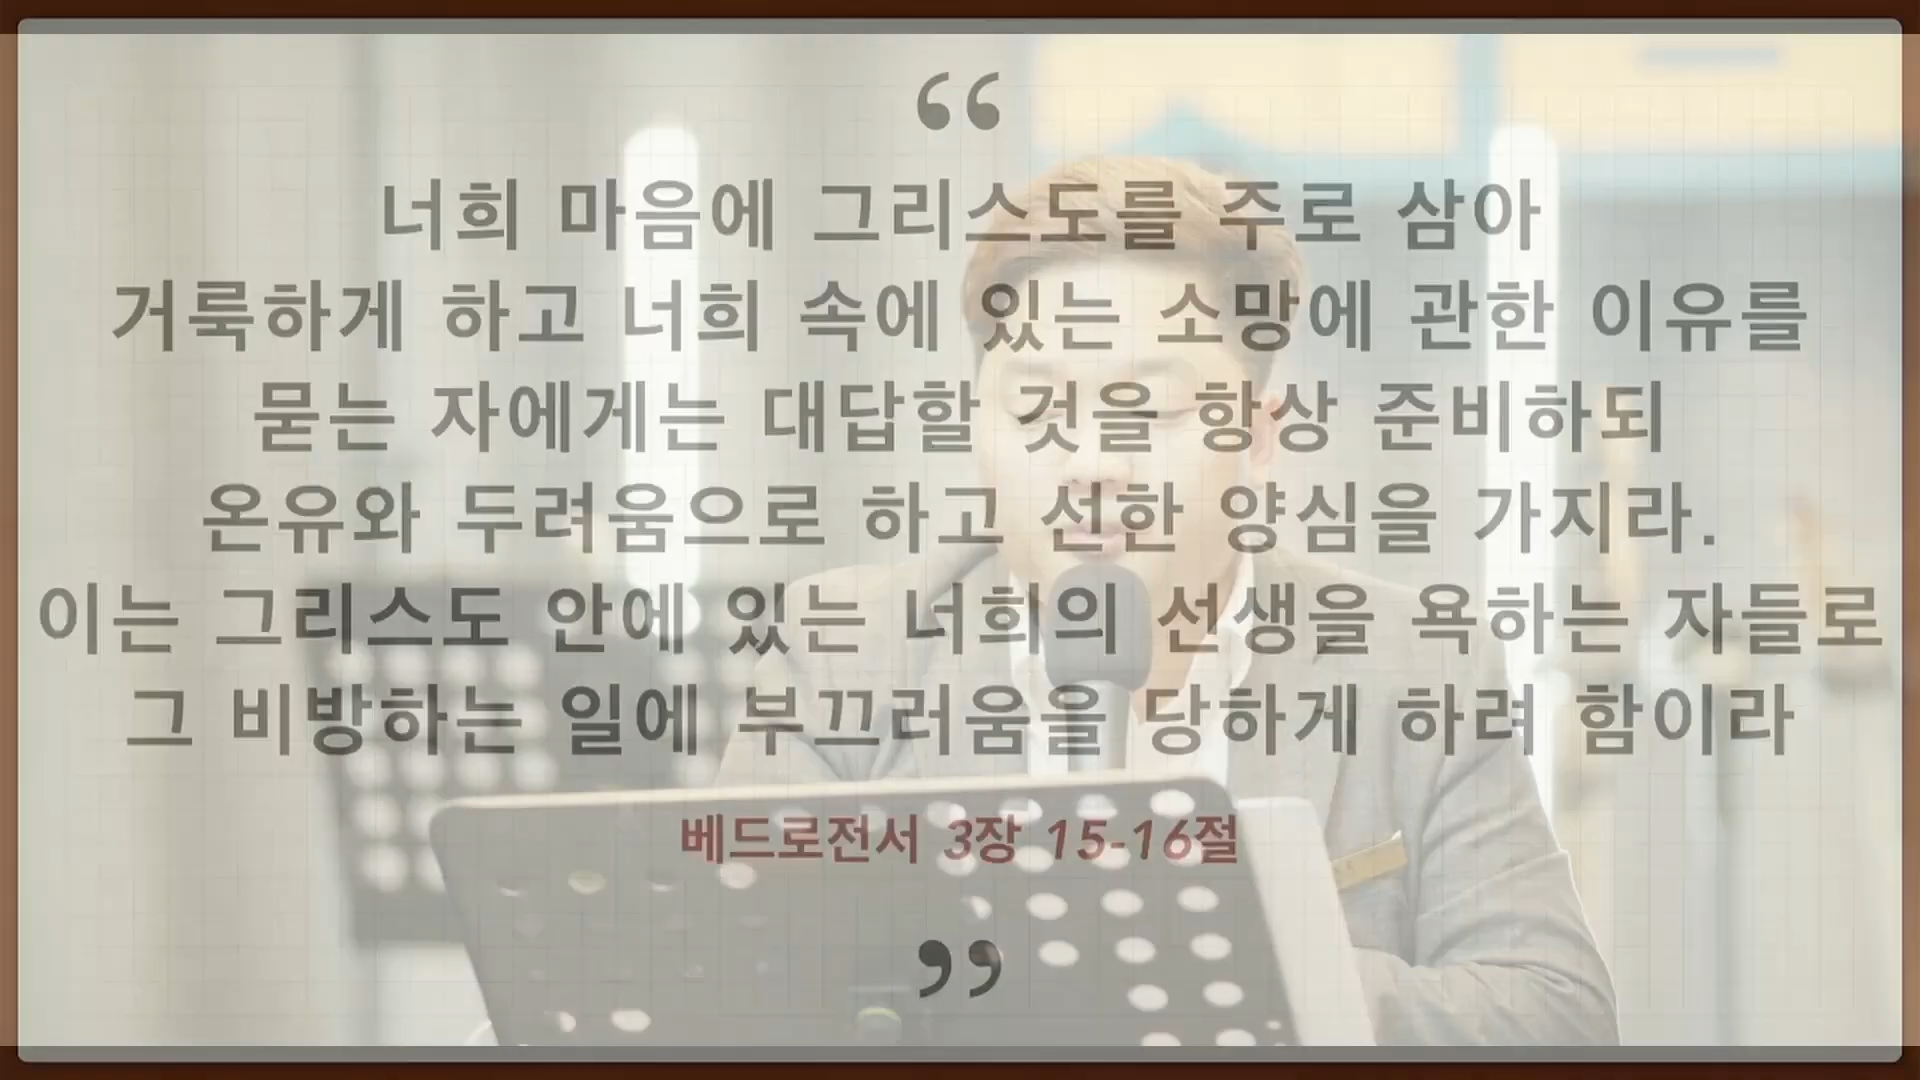 “
너희 마음에 그리스도를 주로 삼아
거룩하게 하고 너희 속에 있는 소망에 관한 이유를
묻는 자에게는 대답할 것을 항상 준비하되
온유와 두려움으로 하고 선한 양심을 가지라.
이는 그리스도 안에 있는 너희의 선생을 욕하는 자들로
그 비방하는 일에 부끄러움을 당하게 하려 함이라
베드로전서 3장 15-16절
”